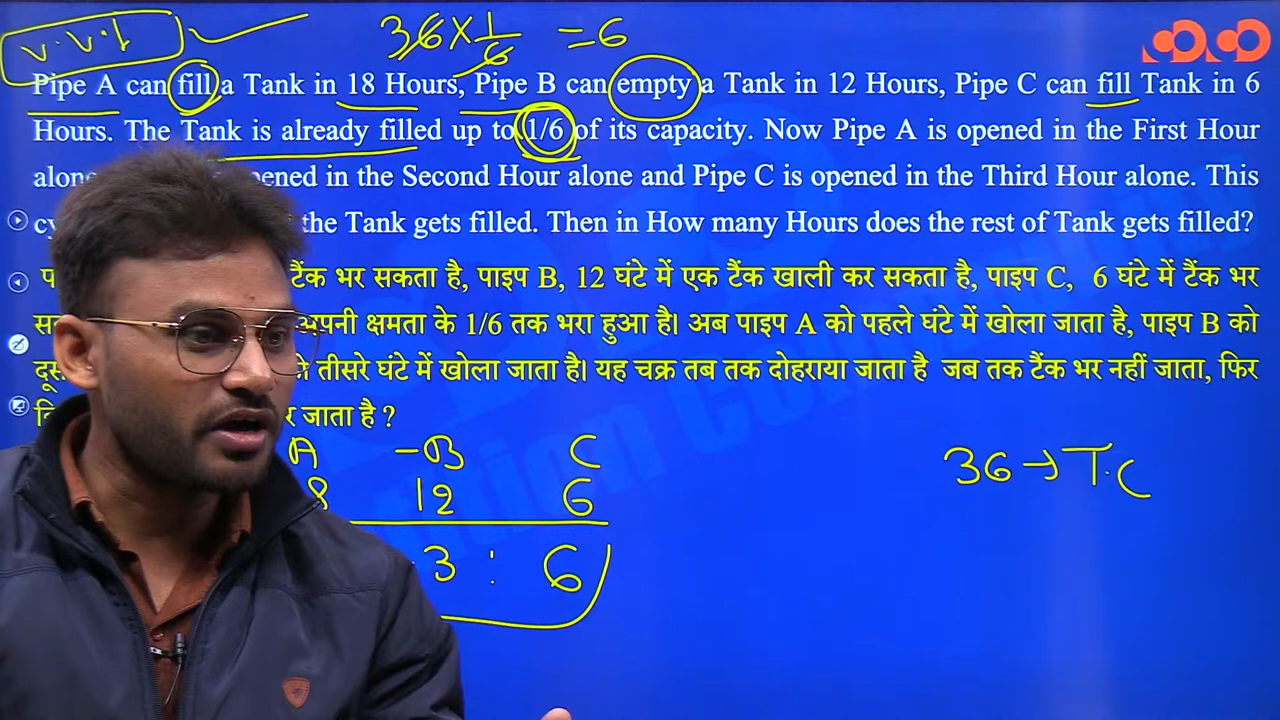 v.v.I
36 × 1/6 = 6
Pipe A can fill a Tank in 18 Hours, Pipe B can empty a Tank in 12 Hours, Pipe C can fill Tank in 6
Hours. The Tank is already filled up to 1/6 of its capacity. Now Pipe A is opened in the First Hour
alone opened in the Second Hour alone and Pipe C is opened in the Third Hour alone. This
the Tank gets filled. Then in How many Hours does the rest of Tank gets filled?
टैंक भर सकता है, पाइप B, 12 घंटे में एक टैंक खाली कर सकता है, पाइप C, 6 घंटे में टैंक भर
अपनी क्षमता के 1/6 तक भरा हुआ है। अब पाइप A को पहले घंटे में खोला जाता है, पाइप B को
तीसरे घंटे में खोला जाता है। यह चक्र तब तक दोहराया जाता है जब तक टैंक भर नहीं जाता, फिर
जाता है ?
A -B C
8 12 6
-3 : 6
36 → T.C